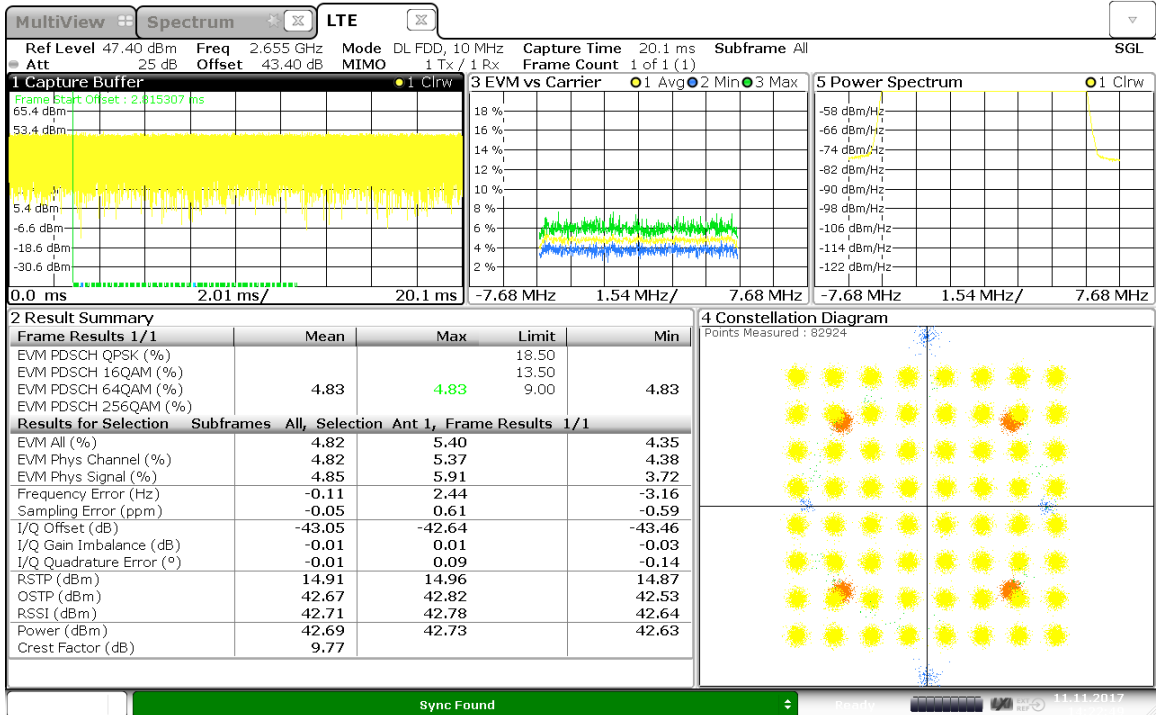 MultiView Spectrum LTE
Ref Level 47.40 dBm Freq 2.655 GHz Mode DL FDD, 10 MHz Capture Time 20.1 ms Subframe All SGL
Att 25 dB Offset 43.40 dB MIMO 1 Tx / 1 Rx Frame Count 1 of 1 (1)
1 Capture Buffer 1 Clrw
Frame Start Offset : 2.815307 ms
65.4 dBm
53.4 dBm
5.4 dBm
-6.6 dBm
-18.6 dBm
-30.6 dBm
0.0 ms 2.01 ms/ 20.1 ms
3 EVM vs Carrier 1 Avg 2 Min 3 Max
18 %
16 %
14 %
12 %
10 %
8 %
6 %
4 %
2 %
-7.68 MHz 1.54 MHz/ 7.68 MHz
5 Power Spectrum 1 Clrw
-58 dBm/Hz
-66 dBm/Hz
-74 dBm/Hz
-82 dBm/Hz
-90 dBm/Hz
-98 dBm/Hz
-106 dBm/Hz
-114 dBm/Hz
-122 dBm/Hz
-7.68 MHz 1.54 MHz/ 7.68 MHz
2 Result Summary
Frame Results 1/1 Mean Max Limit Min
EVM PDSCH QPSK (%) 18.50
EVM PDSCH 16QAM (%) 13.50
EVM PDSCH 64QAM (%) 4.83 4.83 9.00 4.83
EVM PDSCH 256QAM (%)
Results for Selection Subframes All, Selection Ant 1, Frame Results 1/1
EVM All (%) 4.82 5.40 4.35
EVM Phys Channel (%) 4.82 5.37 4.38
EVM Phys Signal (%) 4.85 5.91 3.72
Frequency Error (Hz) -0.11 2.44 -3.16
Sampling Error (ppm) -0.05 0.61 -0.59
I/Q Offset (dB) -43.05 -42.64 -43.46
I/Q Gain Imbalance (dB) -0.01 0.01 -0.03
I/Q Quadrature Error (º) -0.01 0.09 -0.14
RSTP (dBm) 14.91 14.96 14.87
OSTP (dBm) 42.67 42.82 42.53
RSSI (dBm) 42.71 42.78 42.64
Power (dBm) 42.69 42.73 42.63
Crest Factor (dB) 9.77
4 Constellation Diagram
Points Measured : 82924
Sync Found
Ready
LXI
EXT
REF
11.11.2017